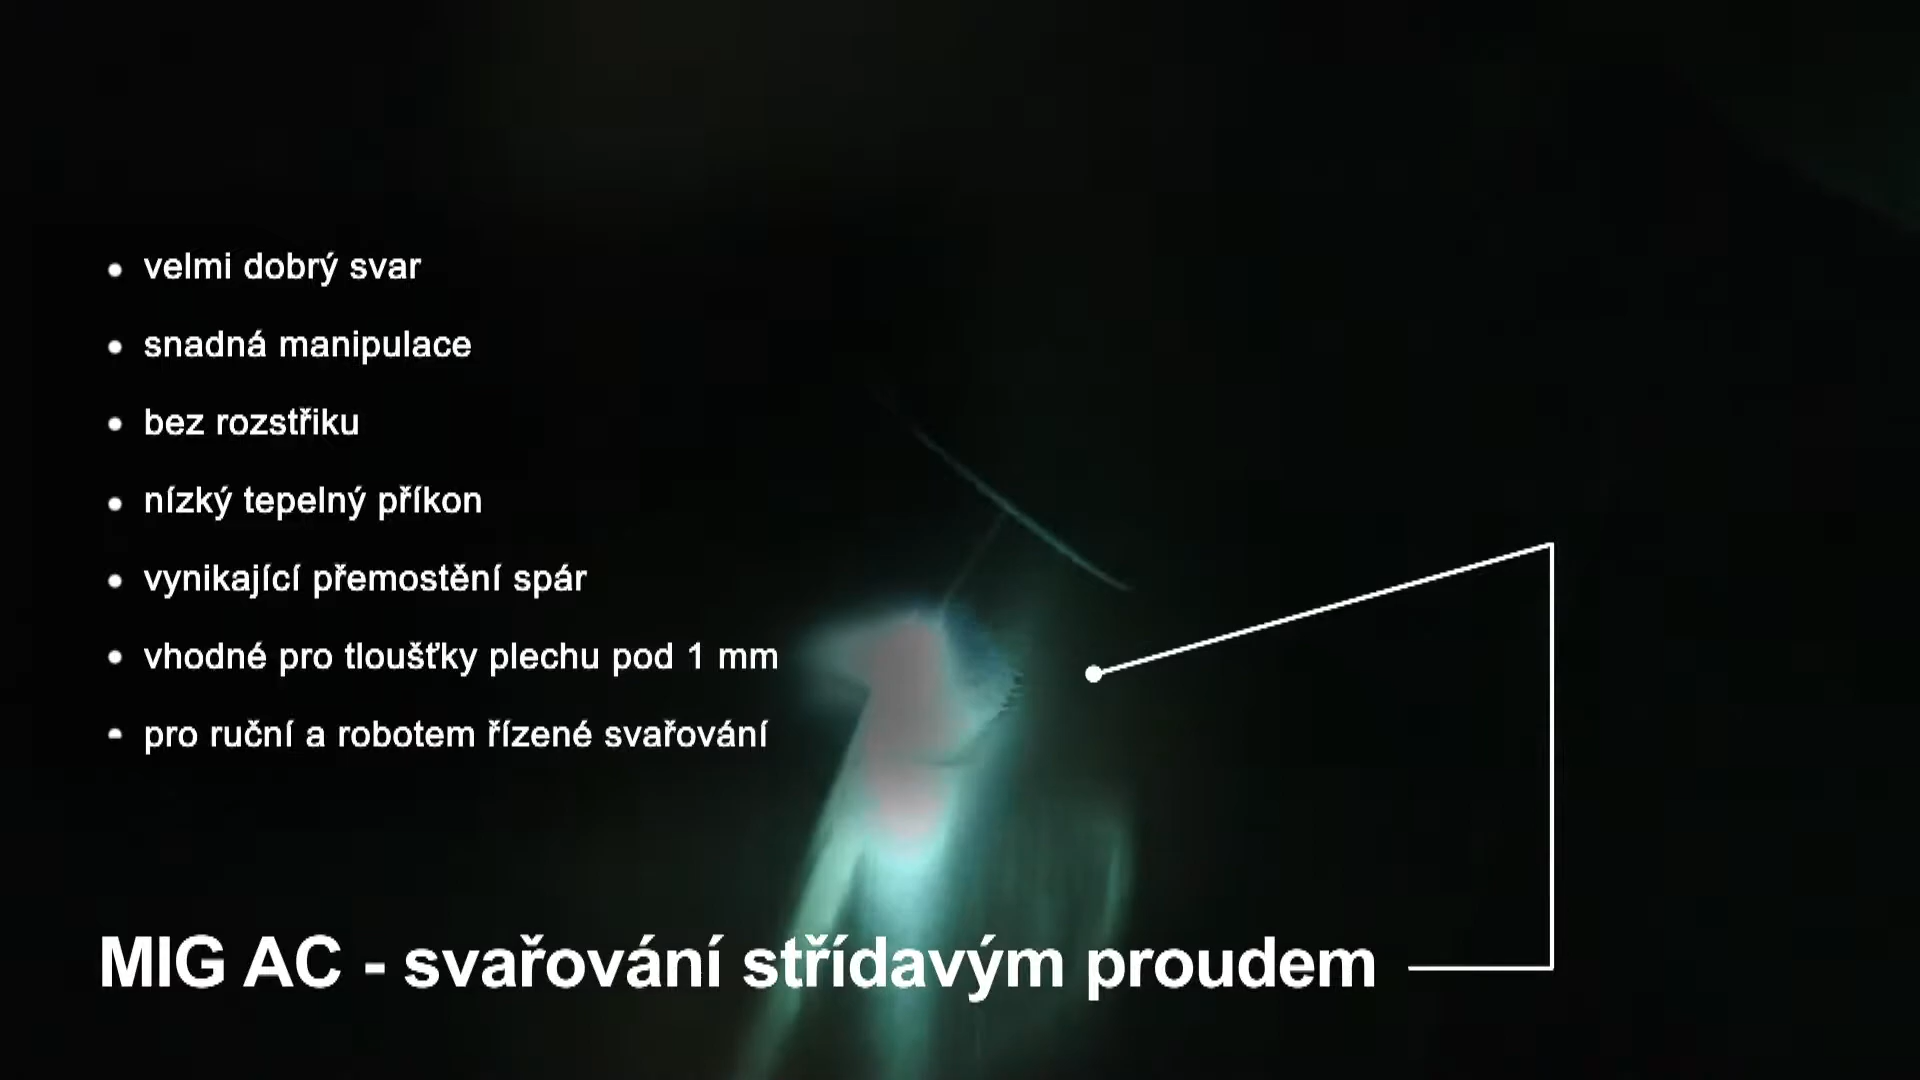 • velmi dobrý svar
• snadná manipulace
• bez rozstřiku
• nízký tepelný příkon
• vynikající přemostění spár
• vhodné pro tloušťky plechu pod 1 mm
• pro ruční a robotem řízené svařování
MIG AC - svařování střídavým proudem